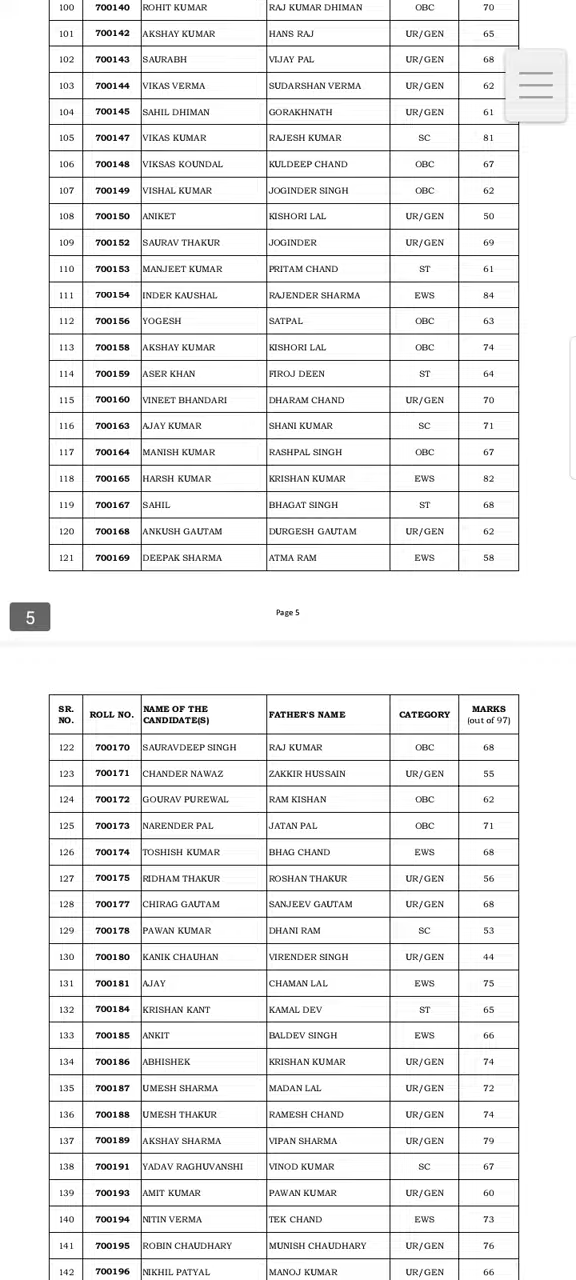 100 700140 ROHIT KUMAR RAJ KUMAR DHIMAN OBC 70
101 700142 AKSHAY KUMAR HANS RAJ UR/GEN 65
102 700143 SAURABH VIJAY PAL UR/GEN 68
103 700144 VIKAS VERMA SUDARSHAN VERMA UR/GEN 62
104 700145 SAHIL DHIMAN GORAKHNATH UR/GEN 61
105 700147 VIKAS KUMAR RAJESH KUMAR SC 81
106 700148 VIKSAS KOUNDAL KULDEEP CHAND OBC 67
107 700149 VISHAL KUMAR JOGINDER SINGH OBC 62
108 700150 ANIKET KISHORI LAL UR/GEN 50
109 700152 SAURAV THAKUR JOGINDER UR/GEN 69
110 700153 MANJEET KUMAR PRITAM CHAND ST 61
111 700154 INDER KAUSHAL RAJENDER SHARMA EWS 84
112 700156 YOGESH SATPAL OBC 63
113 700158 AKSHAY KUMAR KISHORI LAL OBC 74
114 700159 ASER KHAN FIROJ DEEN ST 64
115 700160 VINEET BHANDARI DHARAM CHAND UR/GEN 70
116 700163 AJAY KUMAR SHANI KUMAR SC 71
117 700164 MANISH KUMAR RASHPAL SINGH OBC 67
118 700165 HARSH KUMAR KRISHAN KUMAR EWS 82
119 700167 SAHIL BHAGAT SINGH ST 68
120 700168 ANKUSH GAUTAM DURGESH GAUTAM UR/GEN 62
121 700169 DEEPAK SHARMA ATMA RAM EWS 58
5
Page 5
SR. NO. ROLL NO. NAME OF THE CANDIDATE(S) FATHER'S NAME CATEGORY MARKS (out of 97)
122 700170 SAURAVDEEP SINGH RAJ KUMAR OBC 68
123 700171 CHANDER NAWAZ ZAKKIR HUSSAIN UR/GEN 55
124 700172 GOURAV PUREWAL RAM KISHAN OBC 62
125 700173 NARENDER PAL JATAN PAL OBC 71
126 700174 TOSHISH KUMAR BHAG CHAND EWS 68
127 700175 RIDHAM THAKUR ROSHAN THAKUR UR/GEN 56
128 700177 CHIRAG GAUTAM SANJEEV GAUTAM UR/GEN 68
129 700178 PAWAN KUMAR DHANI RAM SC 53
130 700180 KANIK CHAUHAN VIRENDER SINGH UR/GEN 44
131 700181 AJAY CHAMAN LAL EWS 75
132 700184 KRISHAN KANT KAMAL DEV ST 65
133 700185 ANKIT BALDEV SINGH EWS 66
134 700186 ABHISHEK KRISHAN KUMAR UR/GEN 74
135 700187 UMESH SHARMA MADAN LAL UR/GEN 72
136 700188 UMESH THAKUR RAMESH CHAND UR/GEN 74
137 700189 AKSHAY SHARMA VIPAN SHARMA UR/GEN 79
138 700191 YADAV RAGHUVANSHI VINOD KUMAR SC 67
139 700193 AMIT KUMAR PAWAN KUMAR UR/GEN 60
140 700194 NITIN VERMA TEK CHAND EWS 73
141 700195 ROBIN CHAUDHARY MUNISH CHAUDHARY UR/GEN 76
142 700196 NIKHIL PATYAL MANOJ KUMAR UR/GEN 66